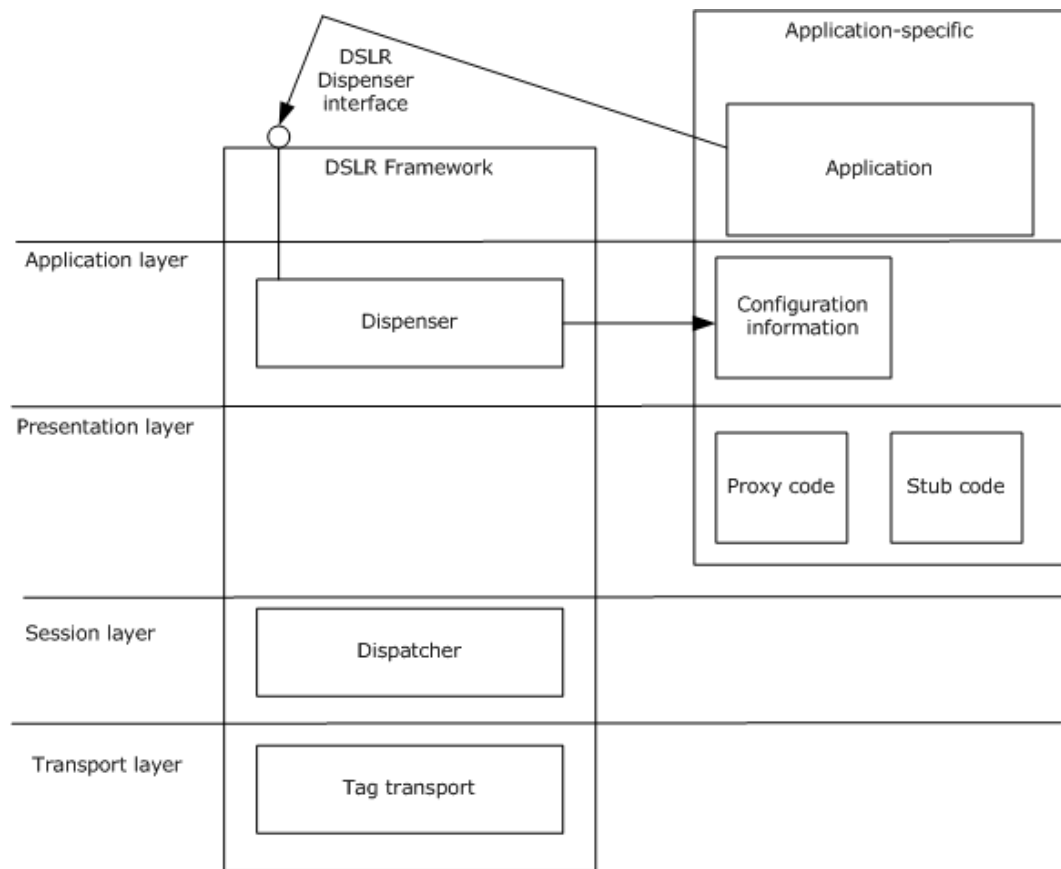 Application-specific
DSLR
Dispenser
interface
DSLR Framework
Application
Application layer
Dispenser
Configuration
information
Presentation layer
Proxy code
Stub code
Session layer
Dispatcher
Transport layer
Tag transport